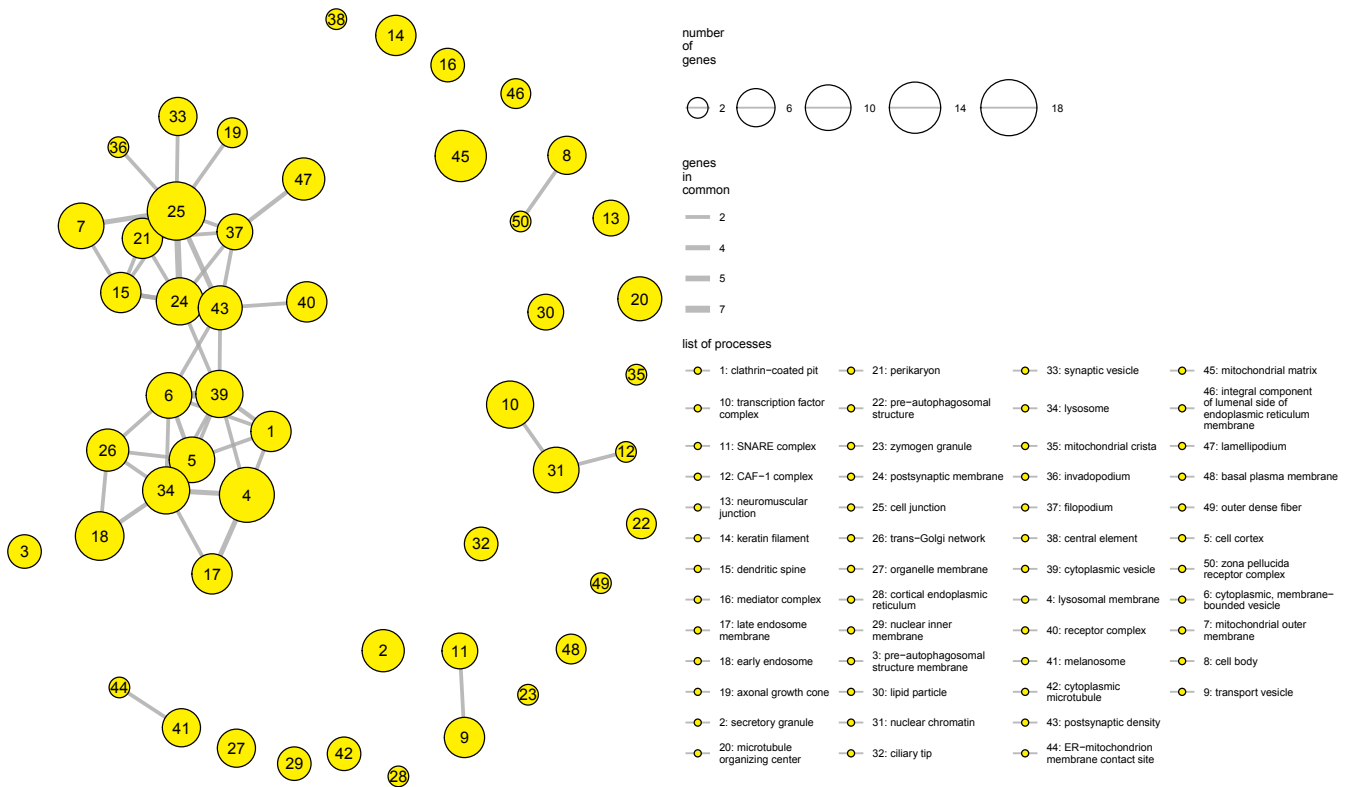 38
14
16
46
33
19
36
45
8
47
25
7
50
13
37
21
15
24
43
40
20
30
35
6
39
10
1
26
12
5
31
34
4
18
22
32
3
17
49
2
11
48
44
23
41
9
27
42
29
28
number
of
genes
2
6
10
14
18
genes
in
common
2
4
5
7
list of processes
1: clathrin−coated pit
10: transcription factor
complex
11: SNARE complex
12: CAF−1 complex
13: neuromuscular
junction
14: keratin filament
15: dendritic spine
16: mediator complex
17: late endosome
membrane
18: early endosome
19: axonal growth cone
2: secretory granule
20: microtubule
organizing center
21: perikaryon
22: pre−autophagosomal
structure
23: zymogen granule
24: postsynaptic membrane
25: cell junction
26: trans−Golgi network
27: organelle membrane
28: cortical endoplasmic
reticulum
29: nuclear inner
membrane
3: pre−autophagosomal
structure membrane
30: lipid particle
31: nuclear chromatin
32: ciliary tip
33: synaptic vesicle
34: lysosome
35: mitochondrial crista
36: invadopodium
37: filopodium
38: central element
39: cytoplasmic vesicle
4: lysosomal membrane
40: receptor complex
41: melanosome
42: cytoplasmic
microtubule
43: postsynaptic density
44: ER−mitochondrion
membrane contact site
45: mitochondrial matrix
46: integral component
of lumenal side of
endoplasmic reticulum
membrane
47: lamellipodium
48: basal plasma membrane
49: outer dense fiber
5: cell cortex
50: zona pellucida
receptor complex
6: cytoplasmic, membrane−
bounded vesicle
7: mitochondrial outer
membrane
8: cell body
9: transport vesicle